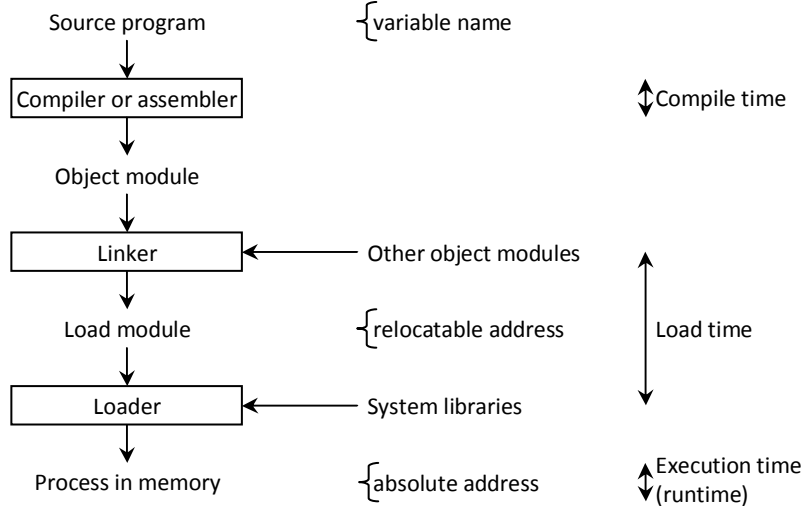 Source program
variable name
Compiler or assembler
Compile time
Object module
Linker
Other object modules
Load module
relocatable address
Load time
Loader
System libraries
Process in memory
absolute address
Execution time
(runtime)